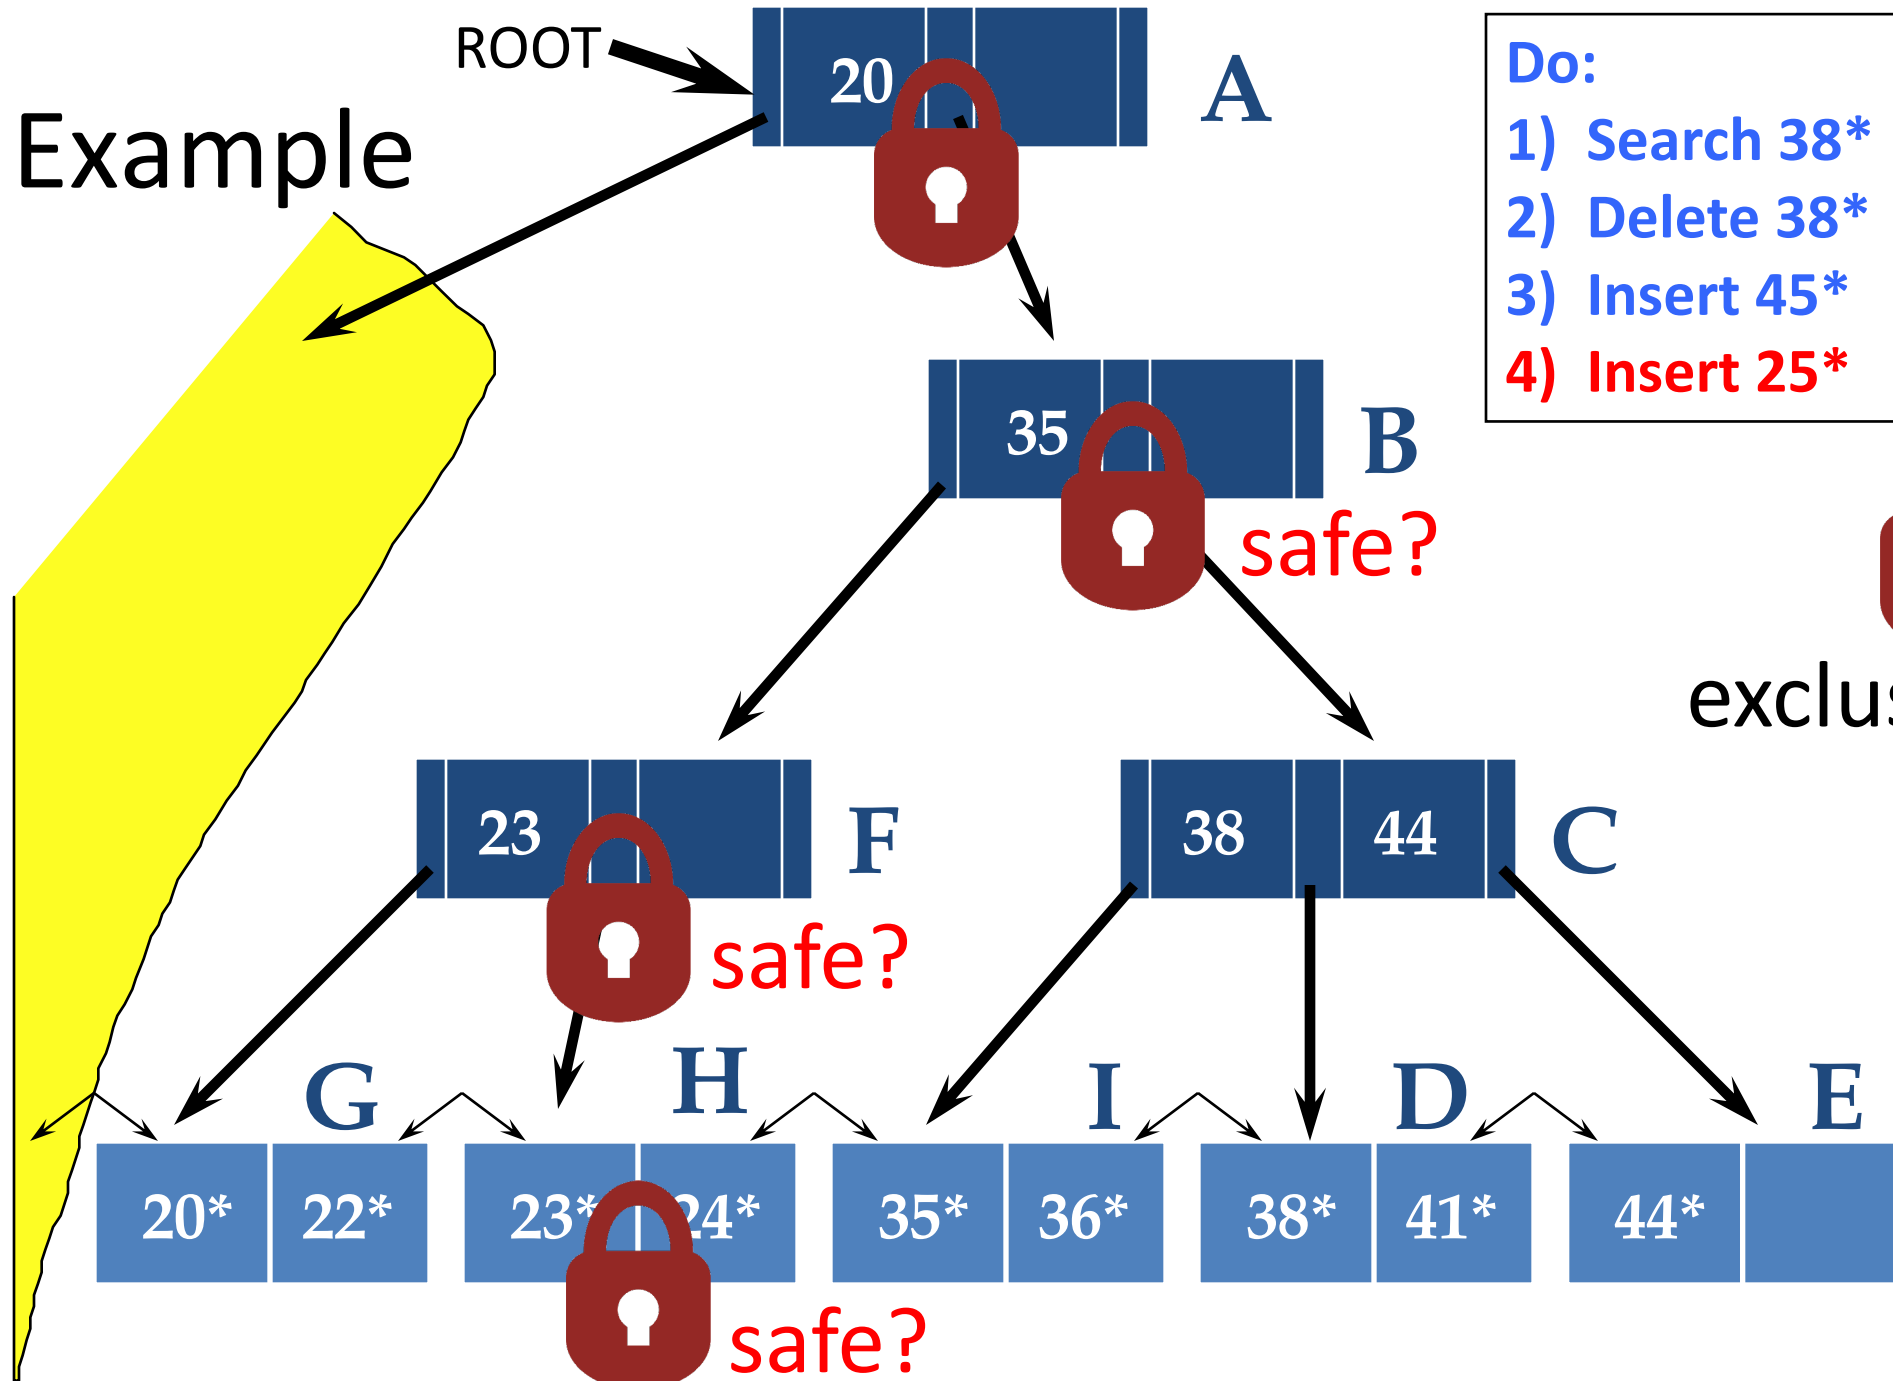 ROOT
20
A
Example
Do:
1) Search 38*
2) Delete 38*
3) Insert 45*
4) Insert 25*
35
B
safe?
23
F
38 44
C
safe?
G
H
I
D
E
20* 22* 23* 24* 35* 36* 38* 41* 44*
safe?